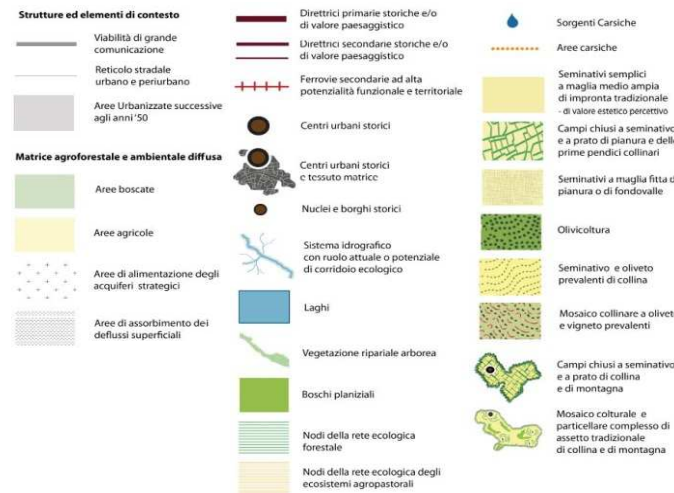 Strutture ed elementi di contesto
Viabilità di grande
comunicazione
Reticolo stradale
urbano e periurbano
Aree Urbanizzate successive
agli anni '50
Matrice agroforestale e ambientale diffusa
Aree boscate
Aree agricole
Aree di alimentazione degli
acquiferi strategici
Aree di assorbimento dei
deflussi superficiali
Direttrici primarie storiche e/o
di valore paesaggistico
Direttrici secondarie storiche e/o
di valore paesaggistico
Ferrovie secondarie ad alta
potenzialità funzionale e territoriale
Centri urbani storici
Centri urbani storici
e tessuto matrice
Nuclei e borghi storici
Sistema idrografico
con ruolo attuale o potenziale
di corridoio ecologico
Laghi
Vegetazione ripariale arborea
Boschi planiziali
Nodi della rete ecologica
forestale
Nodi della rete ecologica degli
ecosistemi agropastorali
Sorgenti Carsiche
Aree carsiche
Seminativi semplici
a maglia medio ampia
di impronta tradizionale
- di valore estetico percettivo
Campi chiusi a seminativo
e a prato di pianura e delle
prime pendici collinari
Seminativi a maglia fitta d
pianura o di fondovalle
Olivicoltura
Seminativo e oliveto
prevalenti di collina
Mosaico collinare a oliveto
e vigneto prevalenti
Campi chiusi a seminativo
e a prato di collina
e di montagna
Mosaico colturale e
particellare complesso di
assetto tradizionale
di collina e di montagna